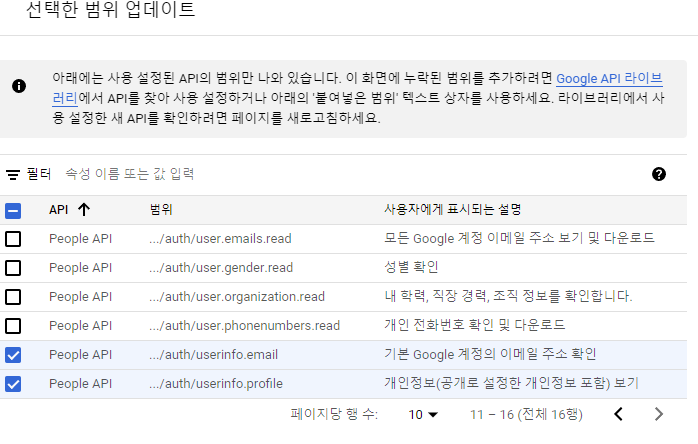 선택한 범위 업데이트
아래에는 사용 설정된 API의 범위만 나와 있습니다. 이 화면에 누락된 범위를 추가하려면 Google API 라이브
러리에서 API를 찾아 사용 설정하거나 아래의 '붙여넣은 범위' 텍스트 상자를 사용하세요. 라이브러리에서 사
용 설정한 새 API를 확인하려면 페이지를 새로고침하세요.
필터 속성 이름 또는 값 입력
API 범위 사용자에게 표시되는 설명
People API .../auth/user.emails.read 모든 Google 계정 이메일 주소 보기 및 다운로드
People API .../auth/user.gender.read 성별 확인
People API .../auth/user.organization.read 내 학력, 직장 경력, 조직 정보를 확인합니다.
People API .../auth/user.phonenumbers.read 개인 전화번호 확인 및 다운로드
People API .../auth/userinfo.email 기본 Google 계정의 이메일 주소 확인
People API .../auth/userinfo.profile 개인정보(공개로 설정한 개인정보 포함) 보기
페이지당 행 수: 10 11 – 16 (전체 16행)